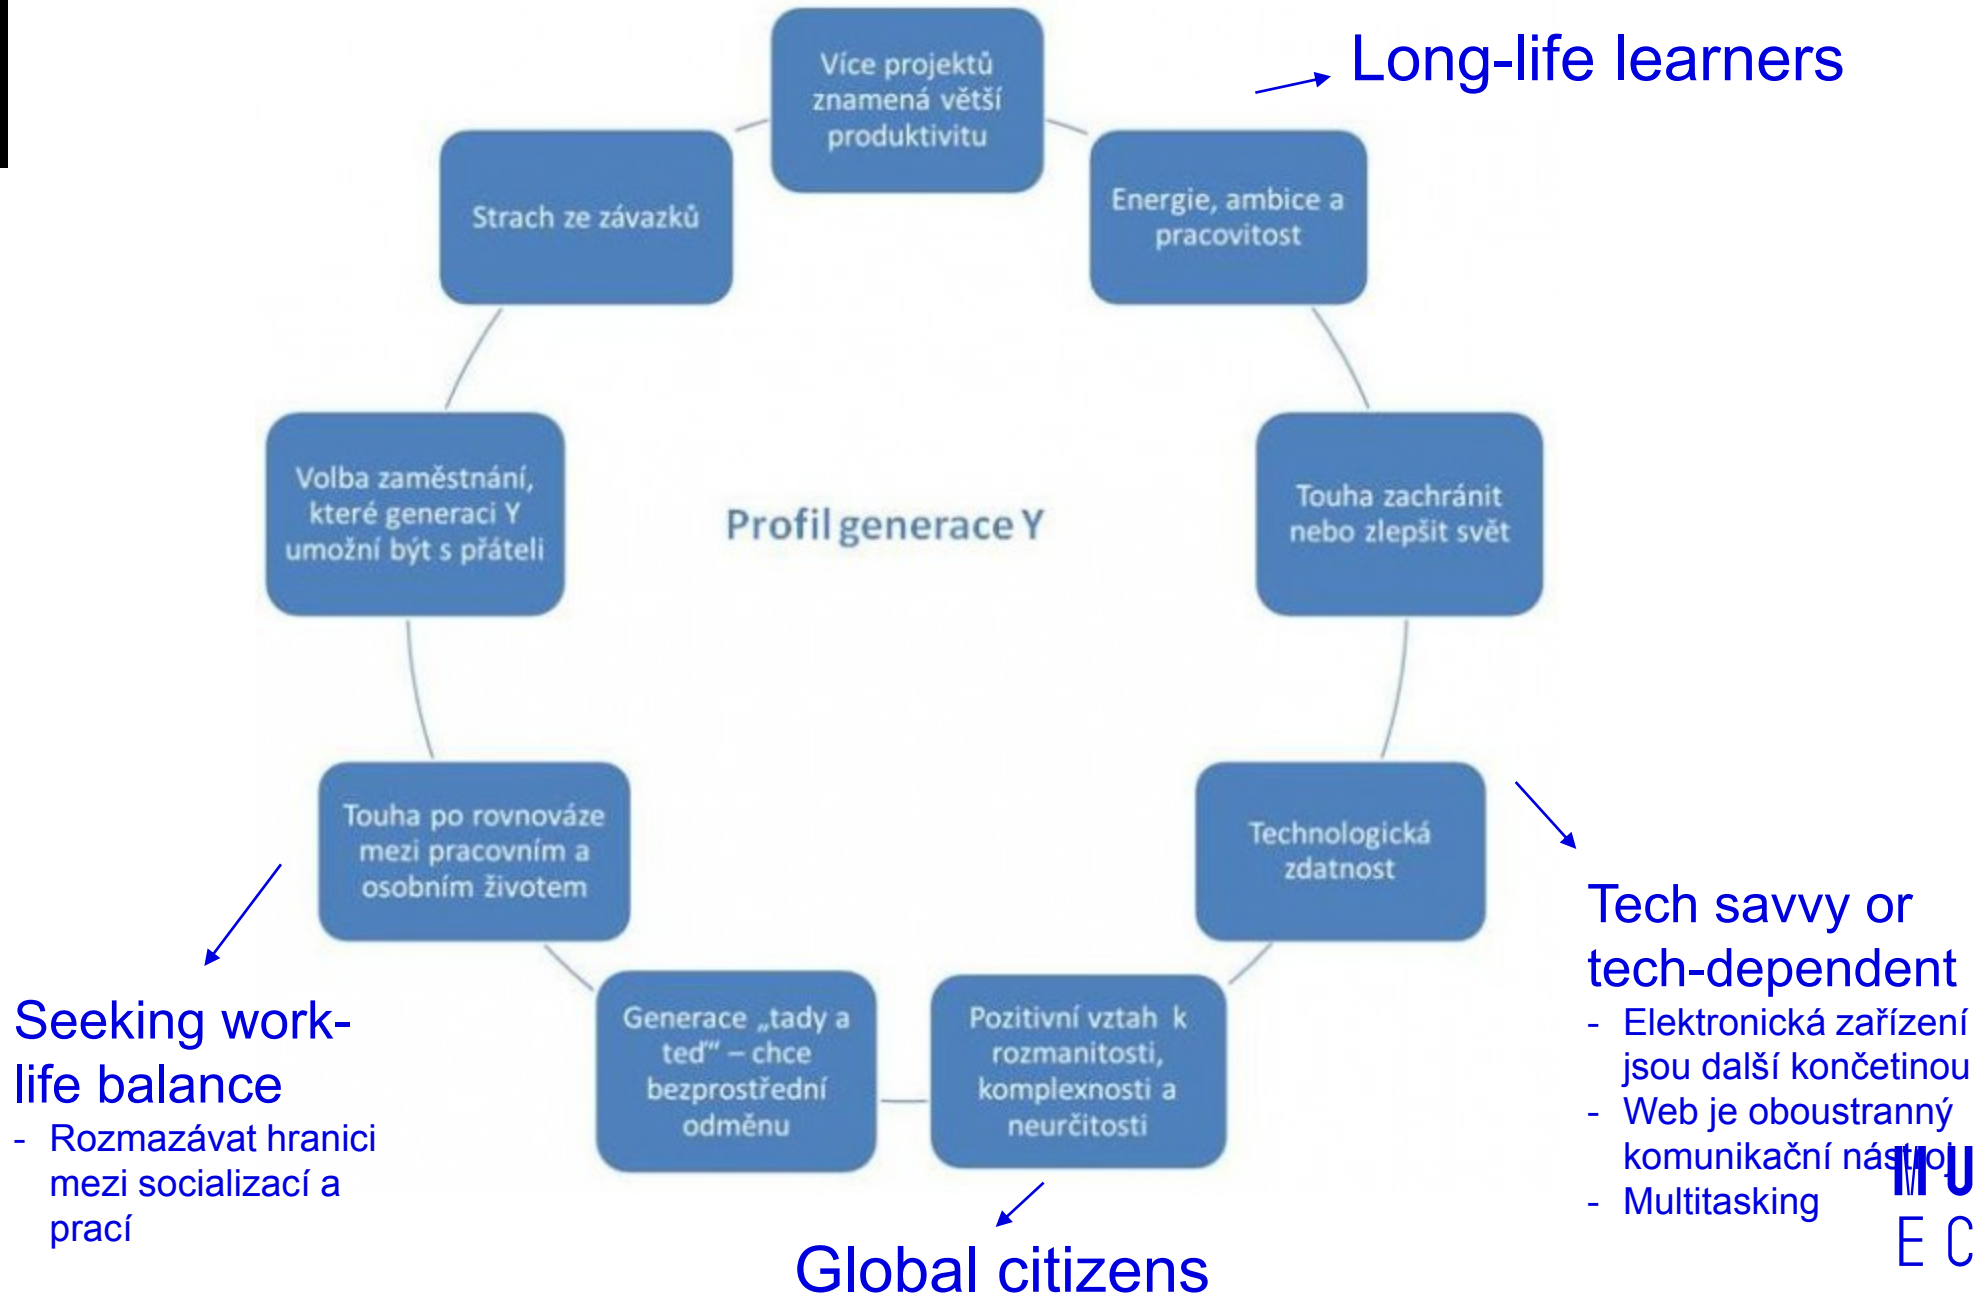 Více projektů
znamená větší
produktivitu
Long-life learners
Energie, ambice a
pracovitost
Strach ze závazků
Volba zaměstnání,
které generaci Y
umožní být s přáteli
Profil generace Y
Touha zachránit
nebo zlepšit svět
Touha po rovnováze
mezi pracovním a
osobním životem
Technologická
zdatnost
Tech savvy or
tech-dependent
- Elektronická zařízení
jsou další končetinou
- Web je oboustranný
komunikační nástroj
- Multitasking
Seeking work-
life balance
- Rozmazávat hranici
mezi socializací a
prací
Generace „tady a
teď“ – chce
bezprostřední
odměnu
Pozitivní vztah k
rozmanitosti,
komplexnosti a
neurčitosti
Global citizens
MU
EC